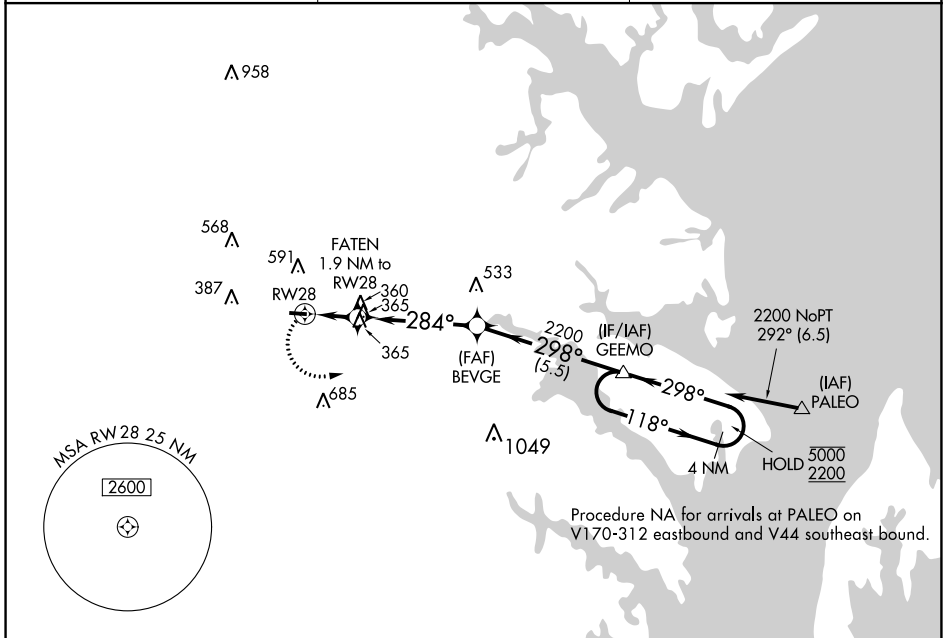 958
568
591
387
RW28
FATEN
1.9 NM to
RW28
360
365
365
533
284°
(FAF)
BEVGE
2200
298°
(5.5)
(IF/IAF)
GEEMO
2200 NoPT
292° (6.5)
(IAF)
PALEO
298°
118°
4 NM
HOLD 5000
2200
685
1049
MSA RW 28 25 NM
2600
Procedure NA for arrivals at PALEO on
V170-312 eastbound and V44 southeast bound.